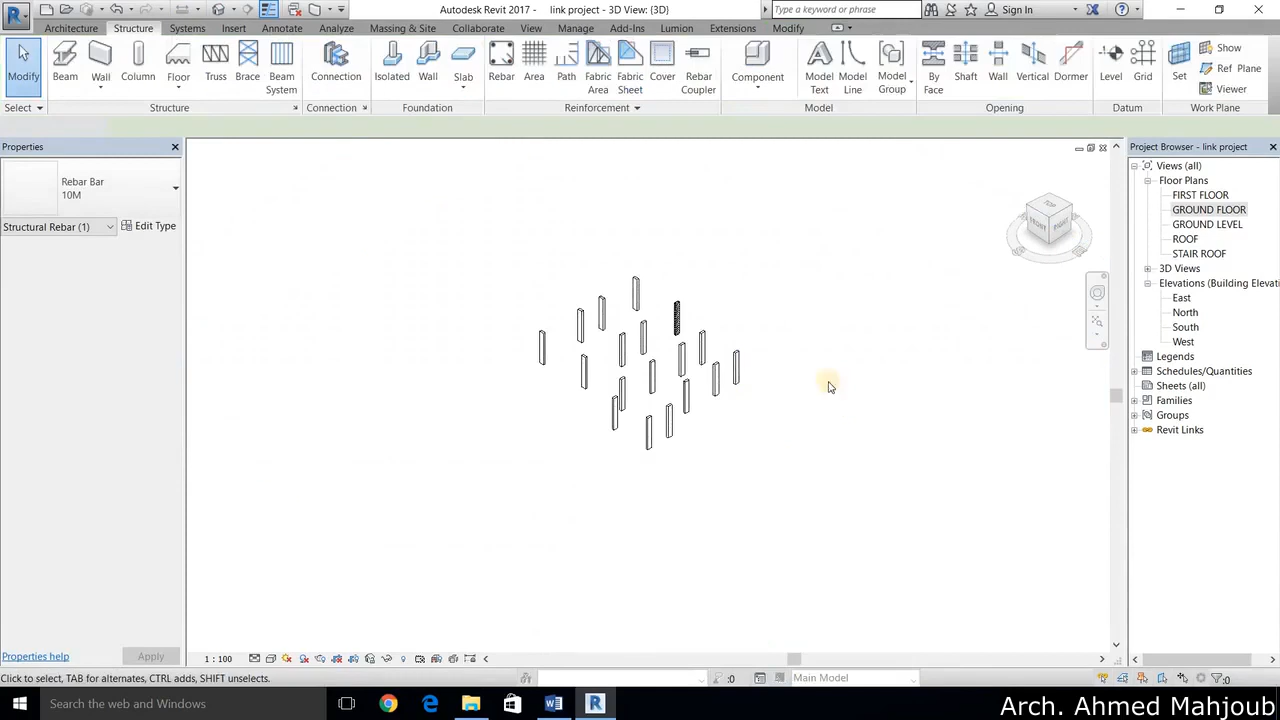 Autodesk Revit 2017 - link project - 3D View: {3D}
Type a keyword or phrase
Sign In
Architecture Structure Systems Insert Annotate Analyze Massing & Site Collaborate View Manage Add-Ins Lumion Extensions Modify
Modify Beam Wall Column Floor Truss Brace Beam System Connection Isolated Wall Slab Rebar Area Path Fabric Area Fabric Sheet Cover Rebar Coupler Component Model Text Model Line Model Group By Face Shaft Wall Vertical Dormer Level Grid Set
Show
Ref Plane
Viewer
Select Structure Connection Foundation Reinforcement Model Opening Datum Work Plane
Properties
Rebar Bar
10M
Structural Rebar (1)
Edit Type
TOP
FRONT
RIGHT
Project Browser - link project
Views (all)
Floor Plans
FIRST FLOOR
GROUND FLOOR
GROUND LEVEL
ROOF
STAIR ROOF
3D Views
Elevations (Building Elevati
East
North
South
West
Legends
Schedules/Quantities
Sheets (all)
Families
Groups
Revit Links
Properties help
Apply
1 : 100
Click to select, TAB for alternates, CTRL adds, SHIFT unselects.
:0
Main Model
:0
Search the web and Windows
Arch. Ahmed Mahjoub